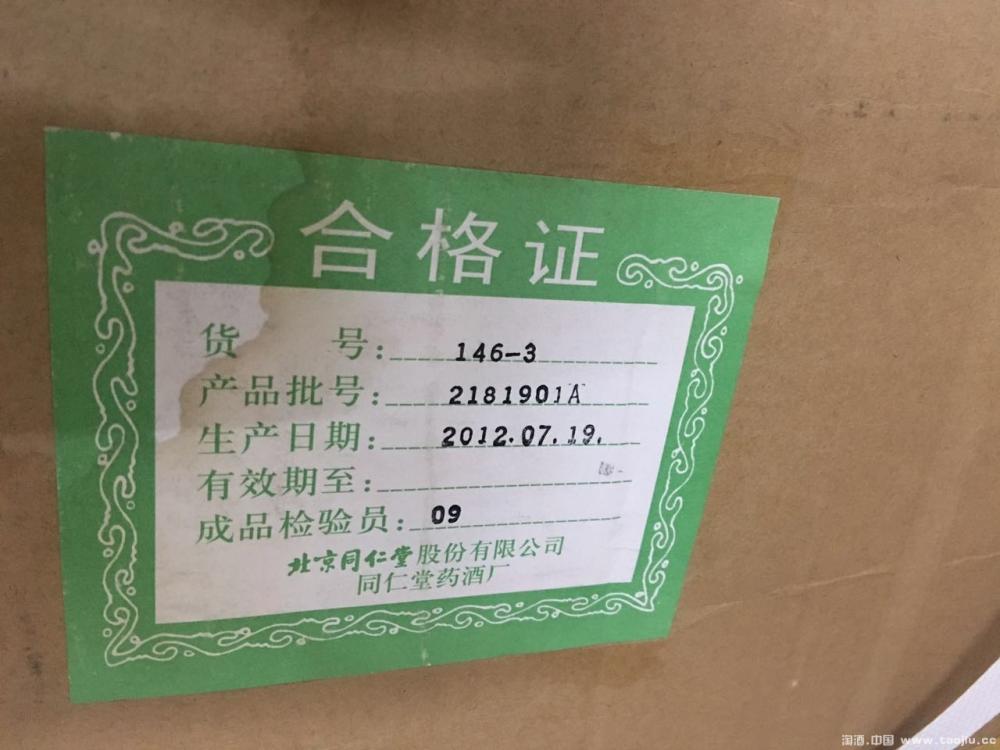 合格证
货 号: 146-3
产品批号: 2181901A
生产日期: 2012.07.19.
有效期至:
成品检验员: 09
北京同仁堂股份有限公司
同仁堂药酒厂
淘酒.中国 www.taojiu.cc